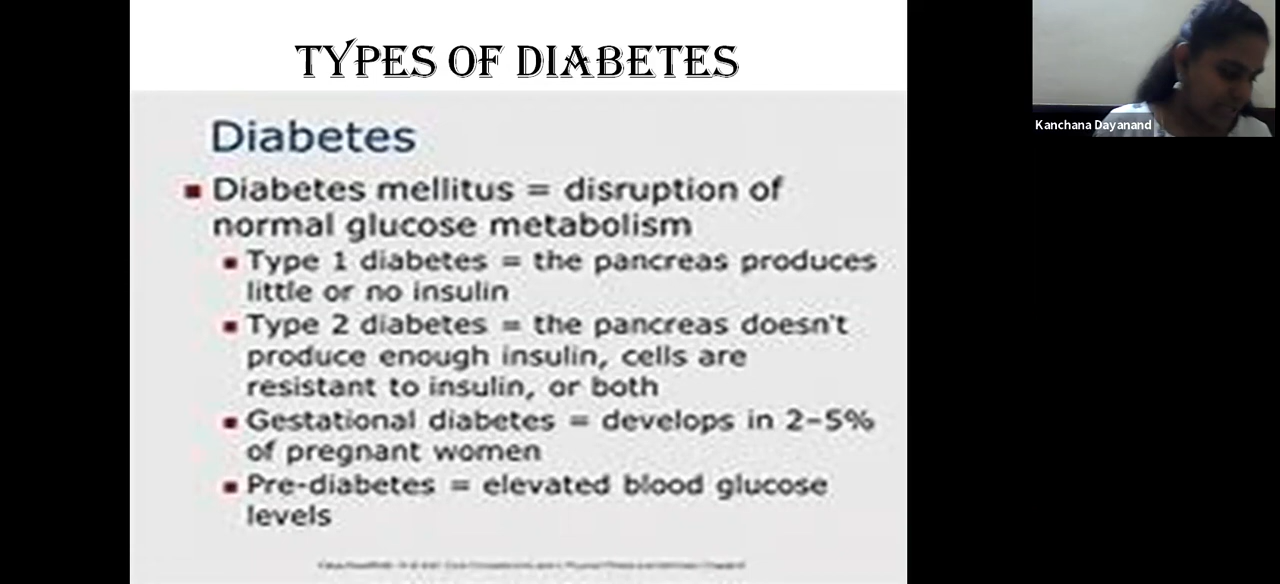 TYPES OF DIABETES
Kanchana Dayanand
Diabetes
Diabetes mellitus = disruption of
normal glucose metabolism
Type 1 diabetes = the pancreas produces
little or no insulin
Type 2 diabetes = the pancreas doesn't
produce enough insulin, cells are
resistant to insulin, or both
Gestational diabetes = develops in 2–5%
of pregnant women
Pre-diabetes = elevated blood glucose
levels